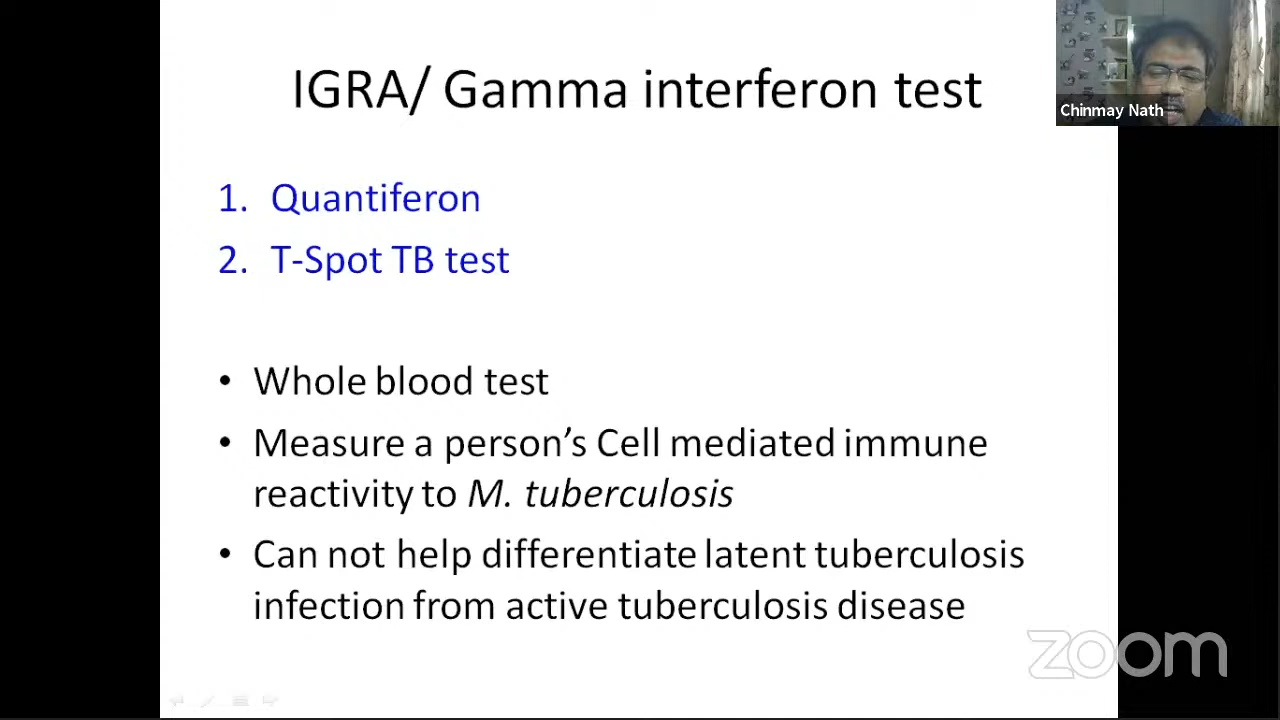 IGRA/ Gamma interferon test
Chinmay Nath
1. Quantiferon
2. T-Spot TB test
• Whole blood test
• Measure a person’s Cell mediated immune
reactivity to M. tuberculosis
• Can not help differentiate latent tuberculosis
infection from active tuberculosis disease
zoom